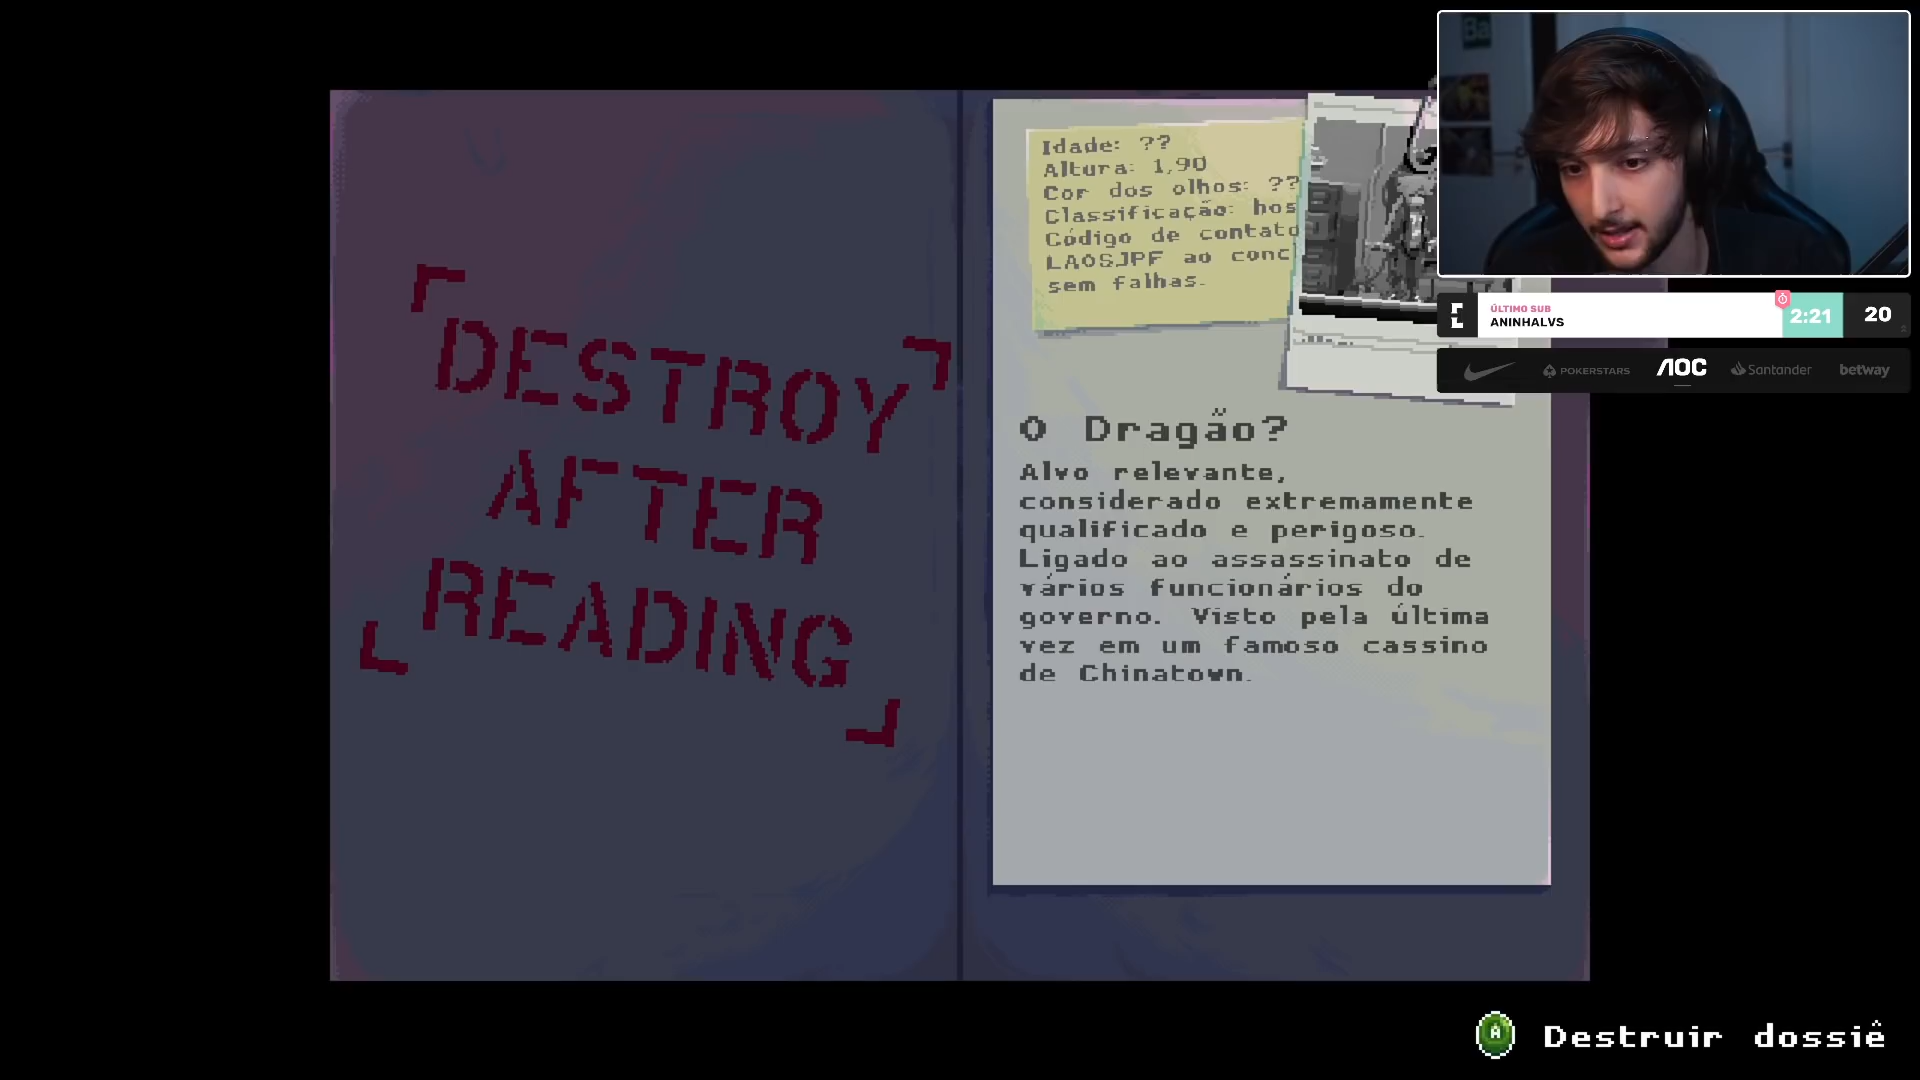 DESTROY
AFTER
READING
Idade: ??
Altura: 1,90
Cor dos olhos: ??
Classificação: hos
Código de contato
LAOSJPF ao conc
sem falhas.
O Dragão?
Alvo relevante,
considerado extremamente
qualificado e perigoso.
Ligado ao assassinato de
vários funcionários do
governo. Visto pela última
vez em um famoso cassino
de Chinatown.
Ba
ÚLTIMO SUB
ANINHALVS
2:21
20
POKERSTARS
AOC
Santander
betway
A Destruir dossiê